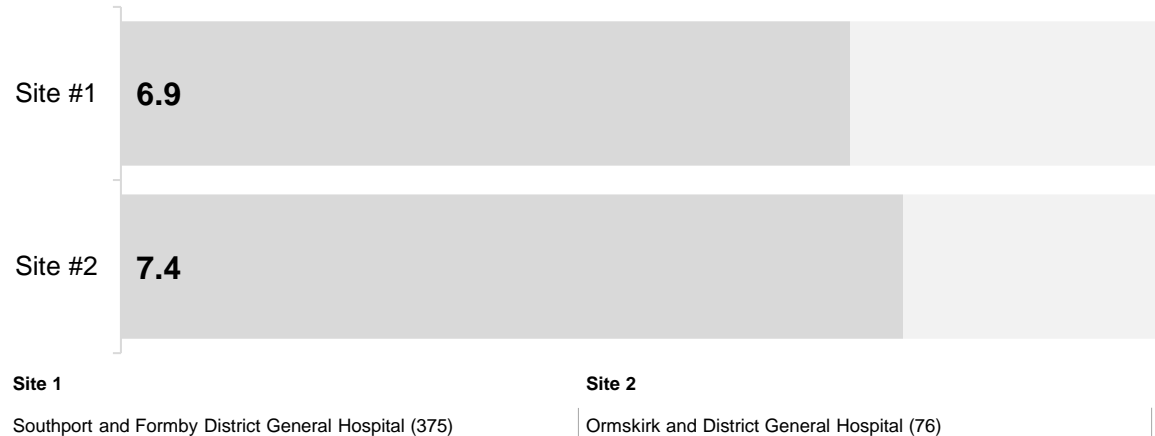 Site #1 6.9
Site #2 7.4
Site 1 Site 2
Southport and Formby District General Hospital (375) Ormskirk and District General Hospital (76)